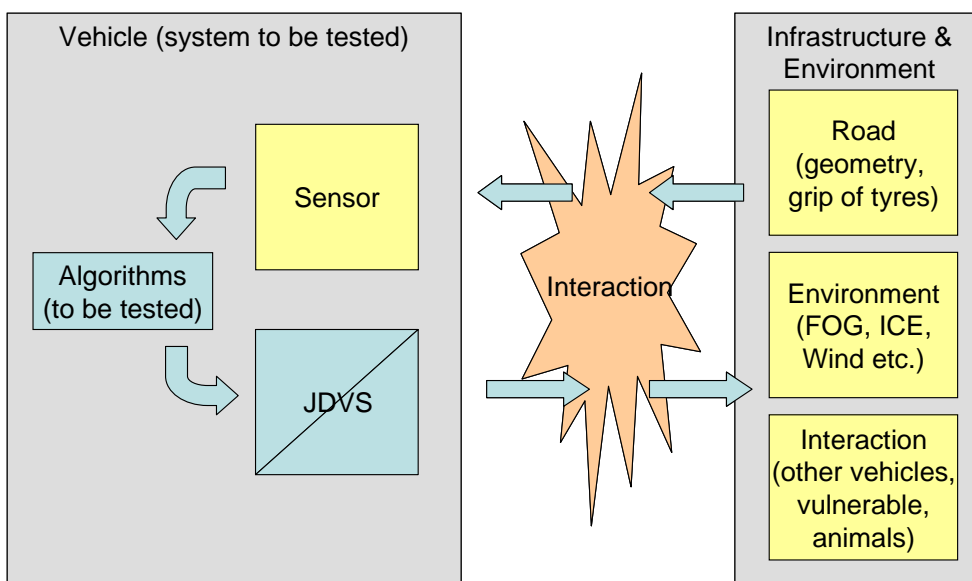 Vehicle (system to be tested)
Sensor
Algorithms
(to be tested)
JDVS
Interaction
Infrastructure &
Environment
Road
(geometry,
grip of tyres)
Environment
(FOG, ICE,
Wind etc.)
Interaction
(other vehicles,
vulnerable,
animals)